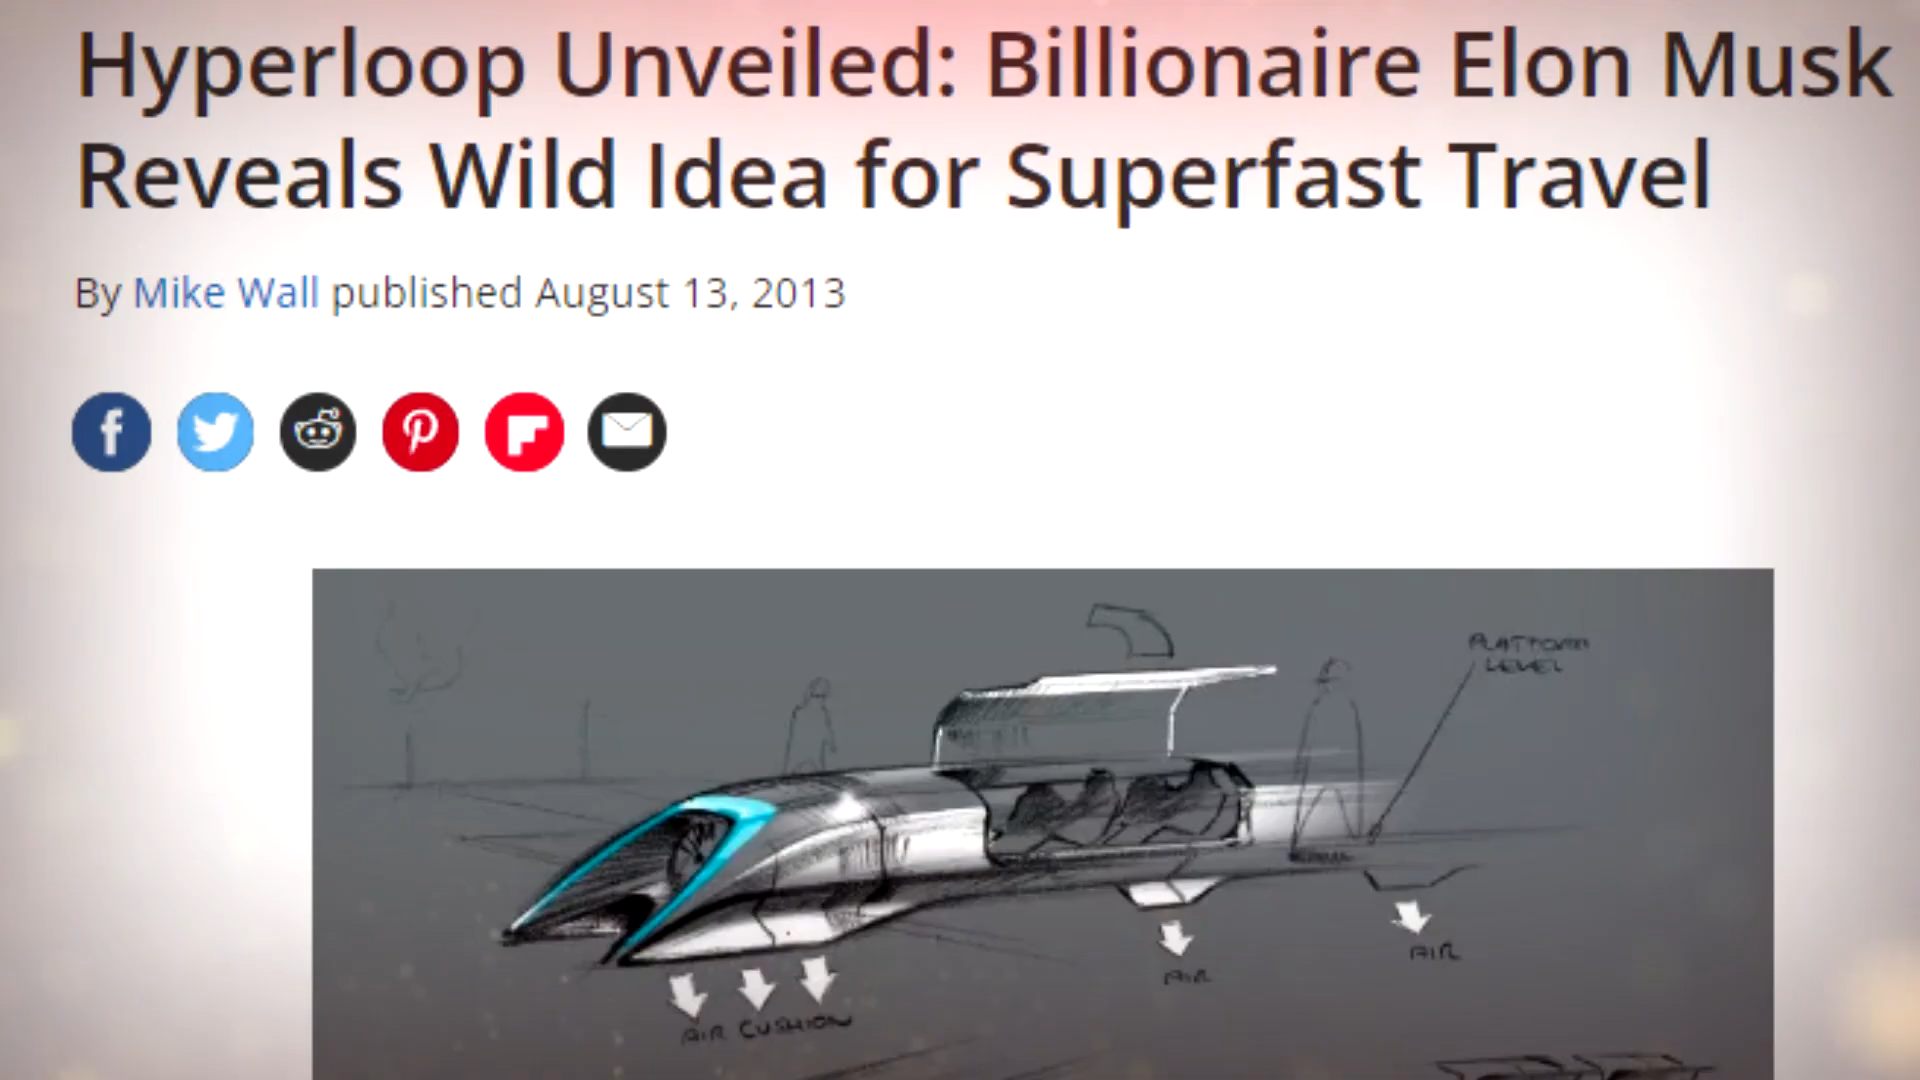 Hyperloop Unveiled: Billionaire Elon Musk
Reveals Wild Idea for Superfast Travel
By Mike Wall published August 13, 2013
PLATFORM
LEVEL
AIR
AIR
AIR CUSHION